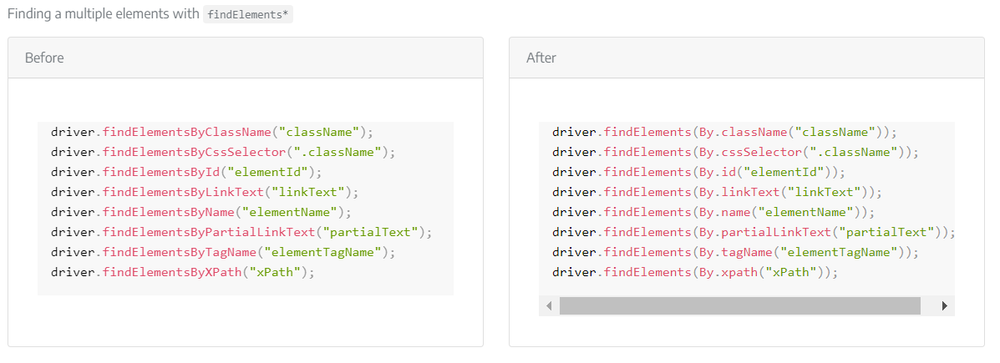 Finding a multiple elements with findElements*
Before
driver.findElementsByClassName("className");
driver.findElementsByCssSelector(".className");
driver.findElementsById("elementId");
driver.findElementsByLinkText("linkText");
driver.findElementsByName("elementName");
driver.findElementsByPartialLinkText("partialText");
driver.findElementsByTagName("elementTagName");
driver.findElementsByXPath("xPath");
After
driver.findElements(By.className("className"));
driver.findElements(By.cssSelector(".className"));
driver.findElements(By.id("elementId"));
driver.findElements(By.linkText("linkText"));
driver.findElements(By.name("elementName"));
driver.findElements(By.partialLinkText("partialText"));
driver.findElements(By.tagName("elementTagName"));
driver.findElements(By.xpath("xPath"));